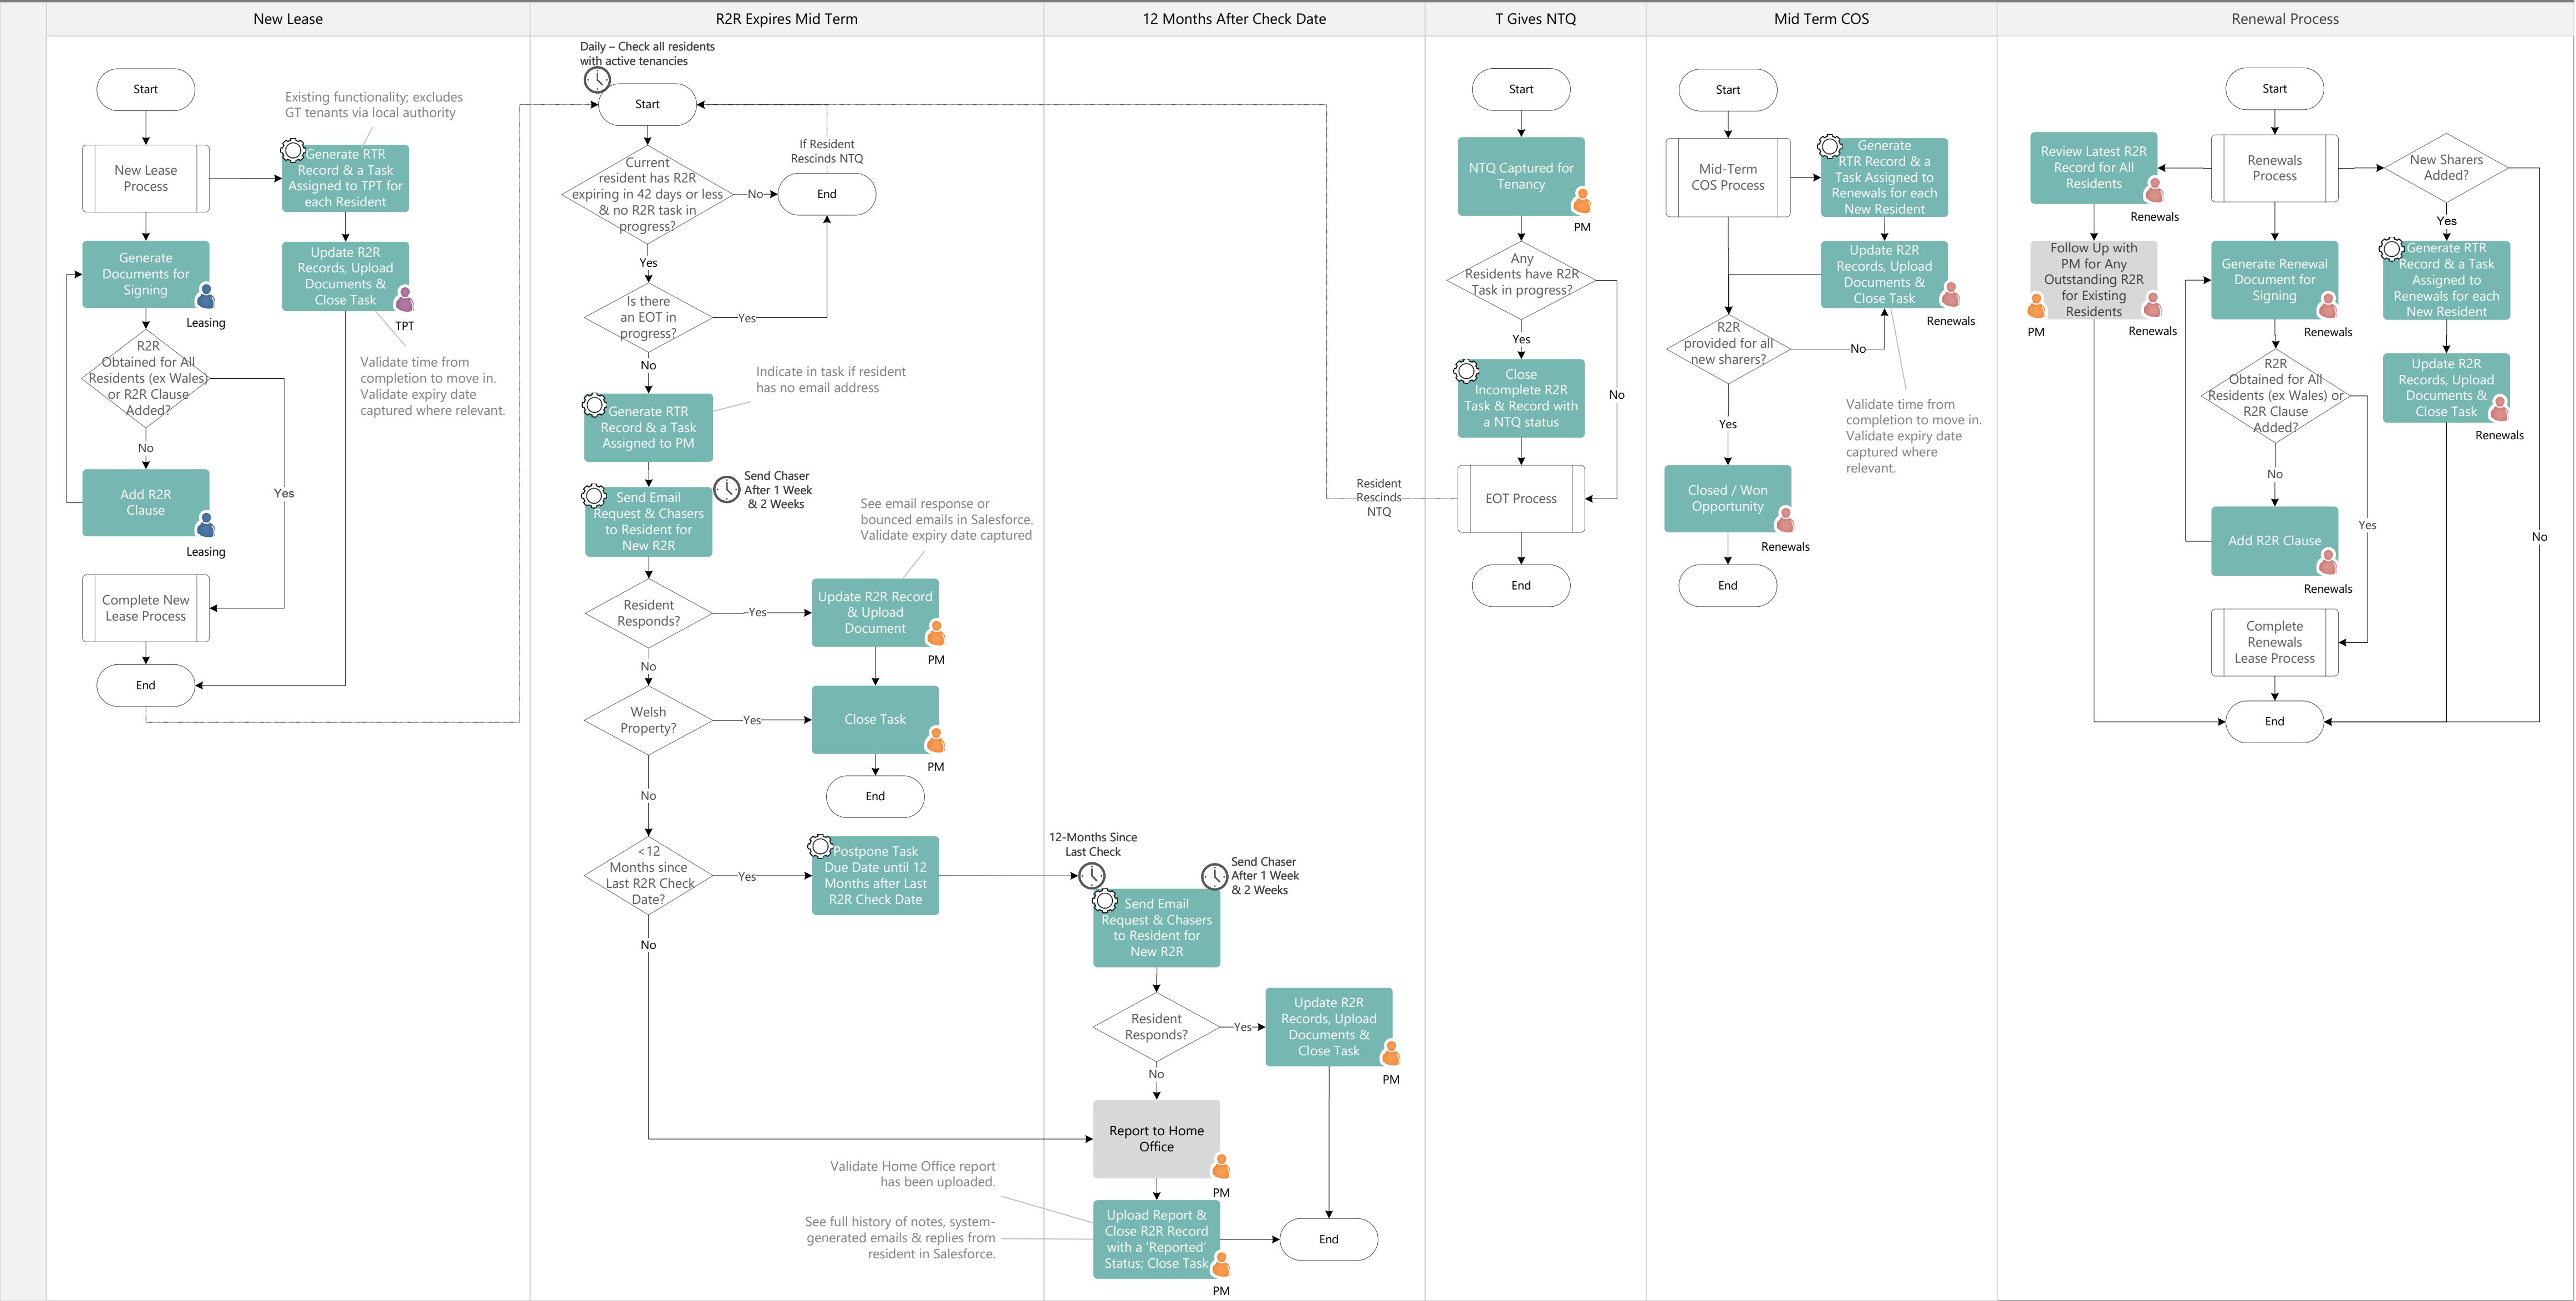 New Lease
R2R Expires Mid Term
12 Months After Check Date
T Gives NTQ
Mid Term COS
Renewal Process
Start
Existing functionality; excludes
GT tenants via local authority
New Lease
Process
Generate RTR
Record & a Task
Assigned to TPT for
each Resident
Generate
Documents for
Signing
Leasing
Update R2R
Records, Upload
Documents &
Close Task
TPT
R2R
Obtained for All
Residents (ex Wales)
or R2R Clause
Added?
Validate time from
completion to move in.
Validate expiry date
captured where relevant.
No
Yes
Add R2R
Clause
Leasing
Complete New
Lease Process
End
Daily – Check all residents
with active tenancies
Start
If Resident
Rescinds NTQ
Current
resident has R2R
expiring in 42 days or less
& no R2R task in
progress?
No
End
Yes
Is there
an EOT in
progress?
Yes
No
Indicate in task if resident
has no email address
Generate RTR
Record & a Task
Assigned to PM
Send Chaser
After 1 Week
& 2 Weeks
Send Email
Request & Chasers
to Resident for
New R2R
See email response or
bounced emails in Salesforce.
Validate expiry date captured
Resident
Responds?
Yes
Update R2R Record
& Upload
Document
PM
No
Welsh
Property?
Yes
Close Task
PM
No
End
<12
Months since
Last R2R Check
Date?
Yes
Postpone Task
Due Date until 12
Months after Last
R2R Check Date
No
12-Months Since
Last Check
Send Chaser
After 1 Week
& 2 Weeks
Send Email
Request & Chasers
to Resident for
New R2R
Resident
Responds?
Yes
Update R2R
Records, Upload
Documents &
Close Task
PM
No
Report to Home
Office
PM
Validate Home Office report
has been uploaded.
See full history of notes, system-
generated emails & replies from
resident in Salesforce.
Upload Report &
Close R2R Record
with a ‘Reported’
Status; Close Task
PM
End
Start
NTQ Captured for
Tenancy
PM
Any
Residents have R2R
Task in progress?
Yes
No
Close
Incomplete R2R
Task & Record with
a NTQ status
Resident
Rescinds
NTQ
EOT Process
End
Start
Mid-Term
COS Process
Generate
RTR Record & a
Task Assigned to
Renewals for each
New Resident
Update R2R
Records, Upload
Documents &
Close Task
Renewals
R2R
provided for all
new sharers?
No
Validate time from
completion to move in.
Validate expiry date
captured where
relevant.
Yes
Closed / Won
Opportunity
Renewals
End
Start
Review Latest R2R
Record for All
Residents
Renewals
Renewals
Process
New Sharers
Added?
Yes
Follow Up with
PM for Any
Outstanding R2R
for Existing
Residents
PM
Renewals
Generate Renewal
Document for
Signing
Renewals
Generate RTR
Record & a Task
Assigned to
Renewals for each
New Resident
R2R
Obtained for All
Residents (ex Wales) or
R2R Clause
Added?
Update R2R
Records, Upload
Documents &
Close Task
Renewals
No
Yes
No
Add R2R Clause
Renewals
Complete
Renewals
Lease Process
End